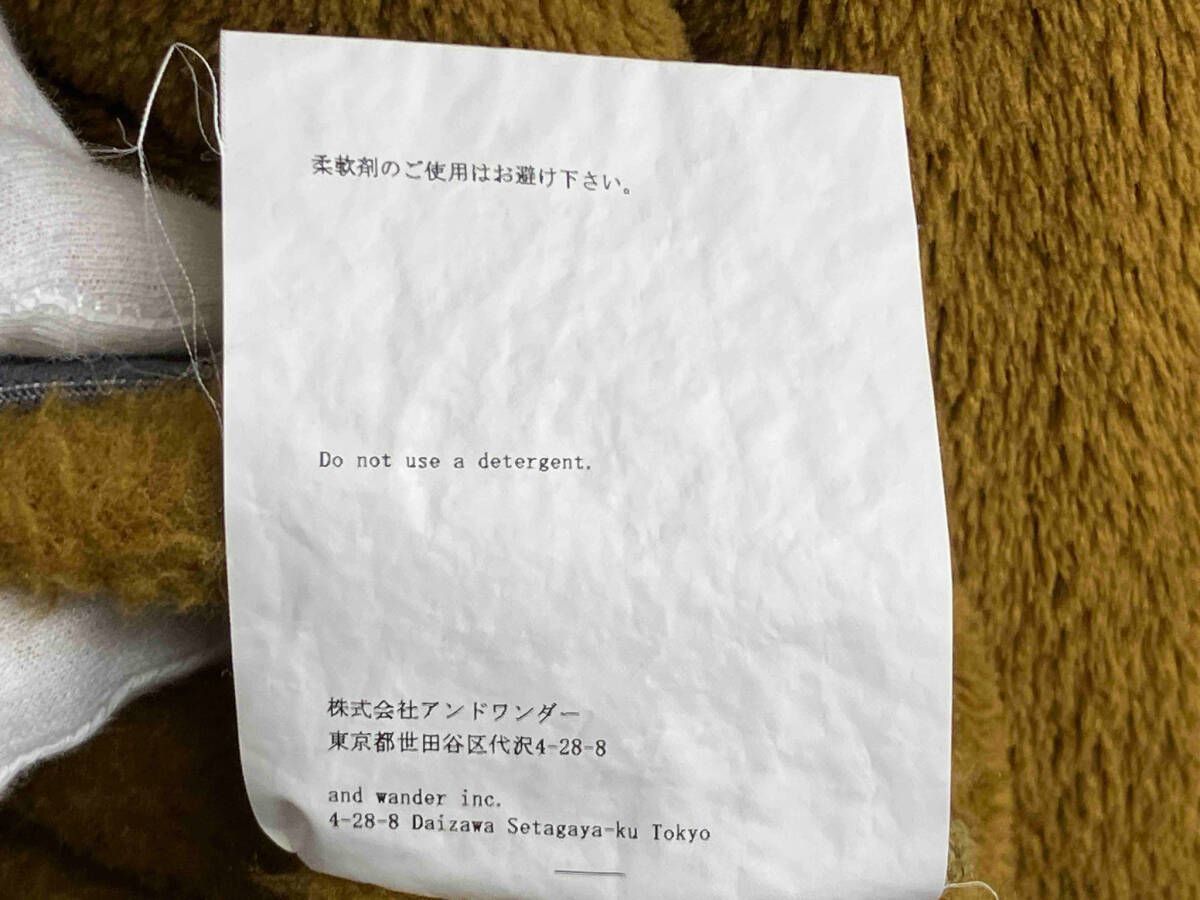 柔軟剤のご使用はお避け下さい。
Do not use a detergent.
株式会社アンドワンダー
東京都世田谷区代沢4-28-8
and wander inc.
4-28-8 Daizawa Setagaya-ku Tokyo